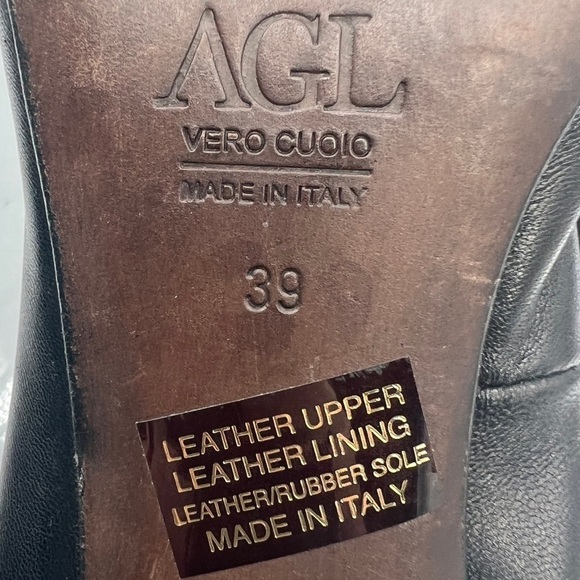 AGL
VERO CUOIO
MADE IN ITALY
39
LEATHER UPPER
LEATHER LINING
LEATHER/RUBBER SOLE
MADE IN ITALY